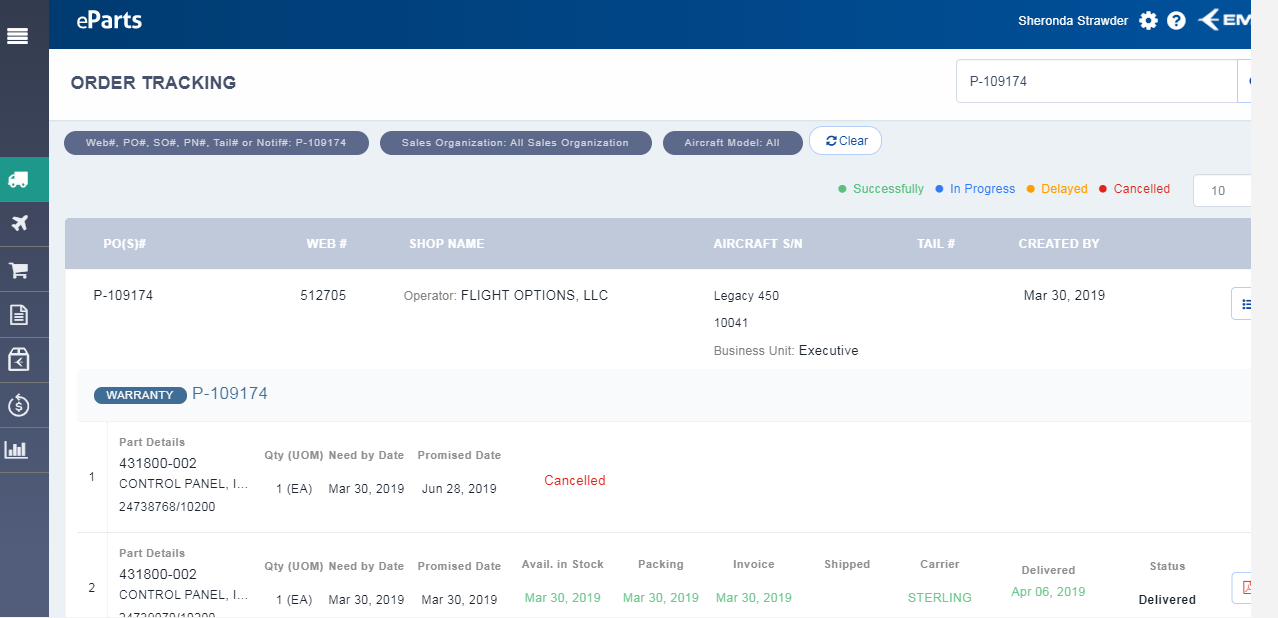 eParts
Sheronda Strawder
ORDER TRACKING
P-109174
Web#, PO#, SO#, PN#, Tail# or Notif#: P-109174 Sales Organization: All Sales Organization Aircraft Model: All Clear
Successfully In Progress Delayed Cancelled 10
PO(S)# WEB # SHOP NAME AIRCRAFT S/N TAIL # CREATED BY
P-109174 512705 Operator: FLIGHT OPTIONS, LLC Legacy 450 Mar 30, 2019
10041
Business Unit: Executive
WARRANTY P-109174
Part Details
Qty (UOM) Need by Date Promised Date
431800-002
1 CONTROL PANEL, I... 1 (EA) Mar 30, 2019 Jun 28, 2019 Cancelled
24738768/10200
Part Details
Qty (UOM) Need by Date Promised Date Avail. in Stock Packing Invoice Shipped Carrier Delivered Status
431800-002
2 CONTROL PANEL, I... 1 (EA) Mar 30, 2019 Mar 30, 2019 Mar 30, 2019 Mar 30, 2019 Mar 30, 2019 STERLING Apr 06, 2019 Delivered